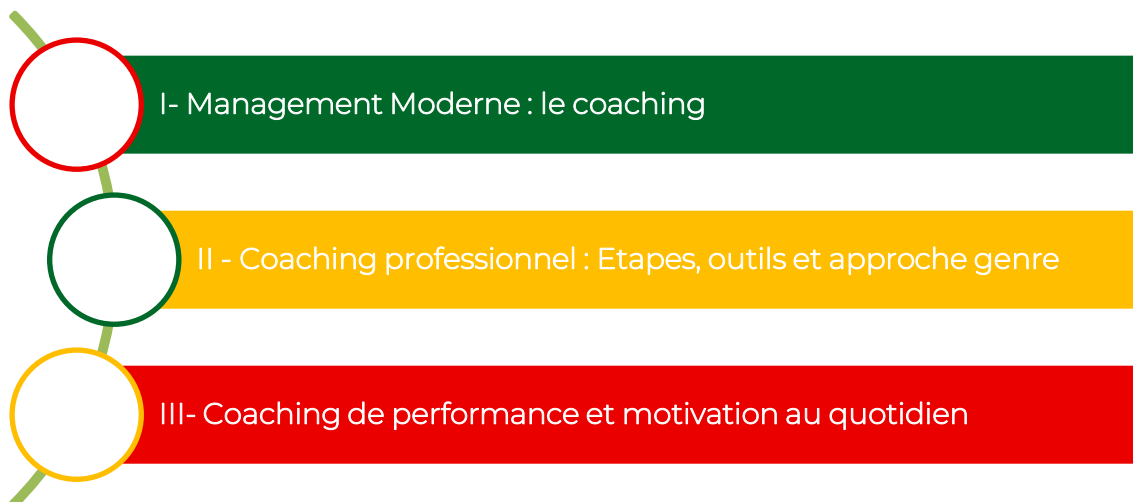 I- Management Moderne : le coaching
II - Coaching professionnel : Etapes, outils et approche genre
III- Coaching de performance et motivation au quotidien